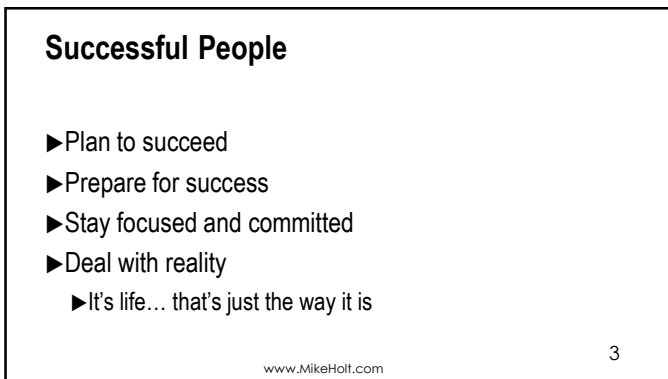 Successful People
▶Plan to succeed
▶Prepare for success
▶Stay focused and committed
▶Deal with reality
▶It's life… that's just the way it is
www.MikeHolt.com
3